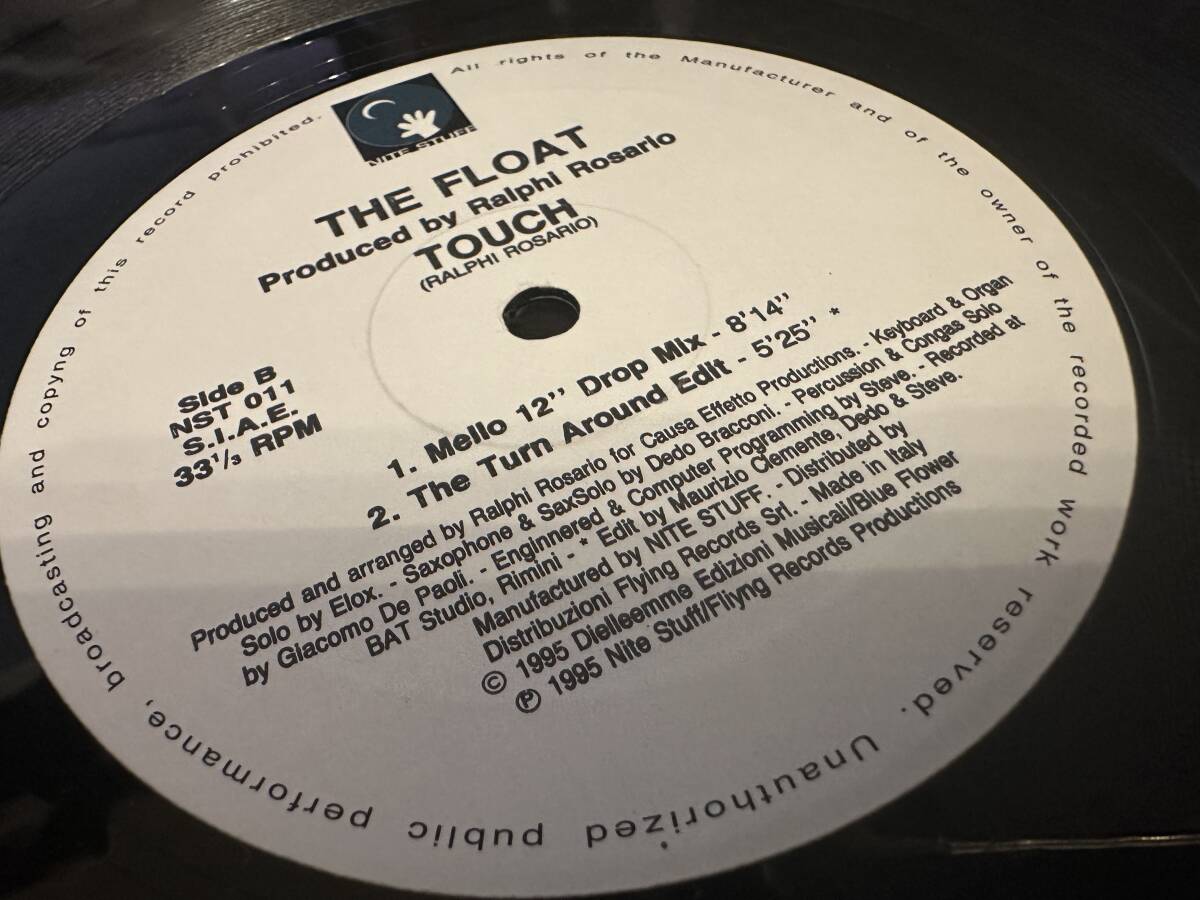 NITE STUFF
THE FLOAT
Produced by Ralphi Rosario
TOUCH
(RALPHI ROSARIO)
Side B
NST 011
S.I.A.E.
33 1/3 RPM
1. Mello 12" Drop Mix - 8'14"
2. The Turn Around Edit - 5'25" *
Produced and arranged by Ralphi Rosario for Causa Effetto Productions. - Keyboard & Organ
Solo by Elox. - Saxophone & SaxSolo by Dedo Bracconi. - Percussion & Congas Solo
by Giacomo De Paoli. - Enginnered & Computer Programming by Steve. - Recorded at
BAT Studio, Rimini - * Edit by Maurizio Clemente, Dedo & Steve.
Manufactured by NITE STUFF. - Distributed by
Distribuzioni Flying Records Srl. - Made in Italy
© 1995 Dielleemme Edizioni Musicali/Blue Flower
℗ 1995 Nite Stuff/Fliyng Records Productions
All rights of the Manufacturer and of the owner of the recorded work reserved. Unauthorized public performance, broadcasting and copyng of this record prohibited.